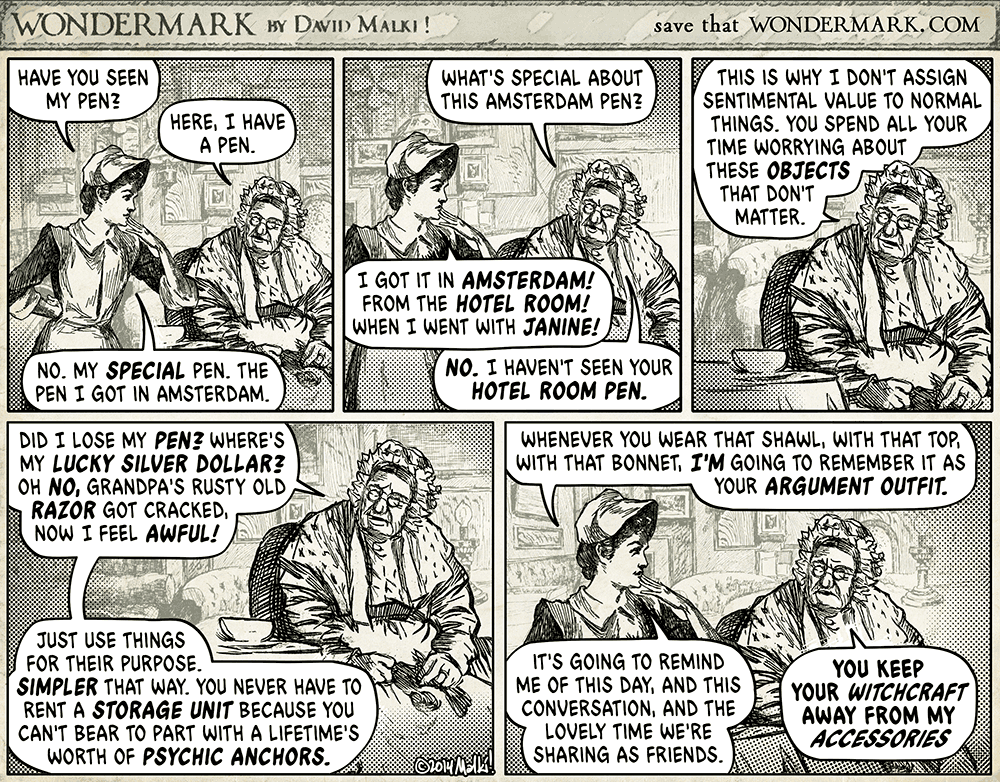 WONDERMARK BY DAVID MALKI !
save that WONDERMARK.COM
HAVE YOU SEEN
MY PEN?
HERE, I HAVE
A PEN.
NO. MY SPECIAL PEN. THE
PEN I GOT IN AMSTERDAM.
WHAT'S SPECIAL ABOUT
THIS AMSTERDAM PEN?
I GOT IT IN AMSTERDAM!
FROM THE HOTEL ROOM!
WHEN I WENT WITH JANINE!
NO. I HAVEN'T SEEN YOUR
HOTEL ROOM PEN.
THIS IS WHY I DON'T ASSIGN
SENTIMENTAL VALUE TO NORMAL
THINGS. YOU SPEND ALL YOUR
TIME WORRYING ABOUT
THESE OBJECTS
THAT DON'T
MATTER.
DID I LOSE MY PEN? WHERE'S
MY LUCKY SILVER DOLLAR?
OH NO, GRANDPA'S RUSTY OLD
RAZOR GOT CRACKED,
NOW I FEEL AWFUL!
JUST USE THINGS
FOR THEIR PURPOSE.
SIMPLER THAT WAY. YOU NEVER HAVE TO
RENT A STORAGE UNIT BECAUSE YOU
CAN'T BEAR TO PART WITH A LIFETIME'S
WORTH OF PSYCHIC ANCHORS.
©2014 Malki!
WHENEVER YOU WEAR THAT SHAWL, WITH THAT TOP,
WITH THAT BONNET, I'M GOING TO REMEMBER IT AS
YOUR ARGUMENT OUTFIT.
IT'S GOING TO REMIND
ME OF THIS DAY, AND THIS
CONVERSATION, AND THE
LOVELY TIME WE'RE
SHARING AS FRIENDS.
YOU KEEP
YOUR WITCHCRAFT
AWAY FROM MY
ACCESSORIES